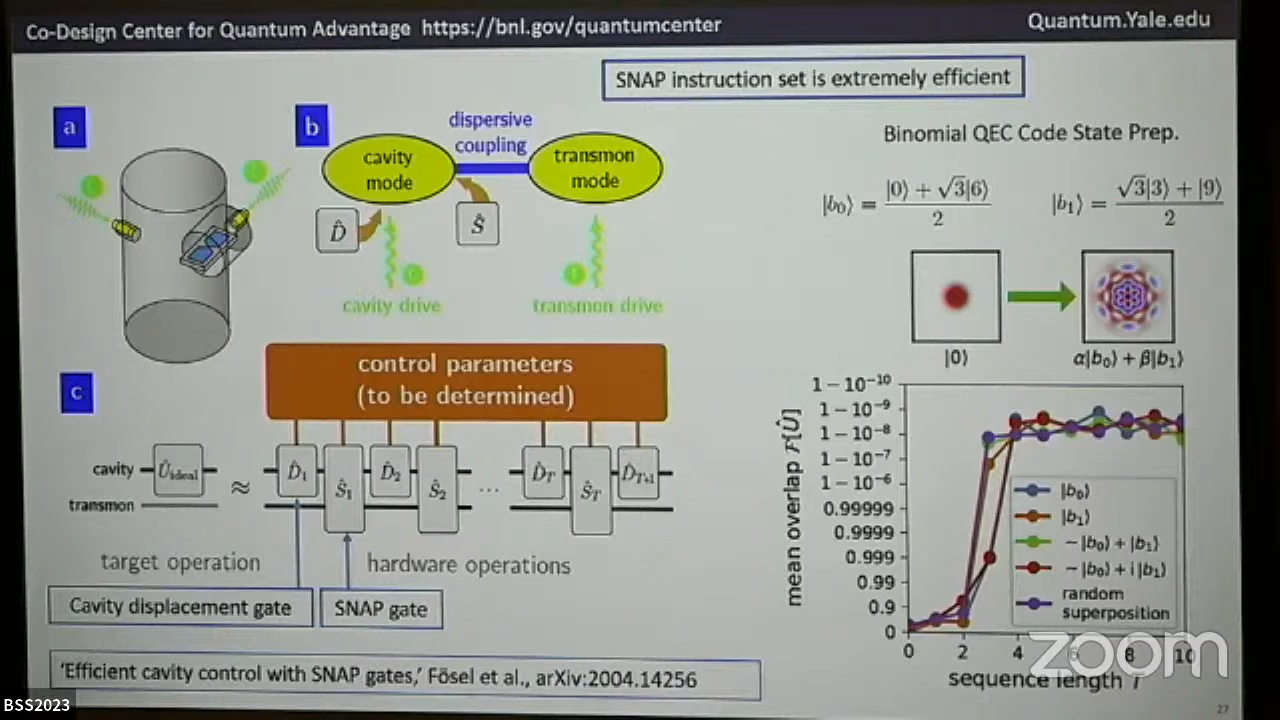 Co-Design Center for Quantum Advantage https://bnl.gov/quantumcenter
Quantum.Yale.edu
SNAP instruction set is extremely efficient
a
b
cavity mode
dispersive coupling
transmon mode
D̂
Ŝ
cavity drive
transmon drive
Binomial QEC Code State Prep.
|b₀⟩ = |0⟩ + √3|6⟩ / 2
|b₁⟩ = √3|3⟩ + |9⟩ / 2
|0⟩
α|b₀⟩ + β|b₁⟩
c
control parameters
(to be determined)
cavity
transmon
Û_ideal
≈
D̂₁
Ŝ₁
D̂₂
Ŝ₂
...
D̂_T
Ŝ_T
D̂_T+1
target operation
hardware operations
Cavity displacement gate
SNAP gate
'Efficient cavity control with SNAP gates,' Fösel et al., arXiv:2004.14256
mean overlap F[Û]
1 − 10⁻¹⁰
1 − 10⁻⁹
1 − 10⁻⁸
1 − 10⁻⁷
1 − 10⁻⁶
0.99999
0.9999
0.999
0.99
0.9
0
|b₀⟩
|b₁⟩
~|b₀⟩ + |b₁⟩
~|b₀⟩ + i|b₁⟩
random
superposition
0 2 4 6 8 10
sequence length T
zoom
BSS2023
27